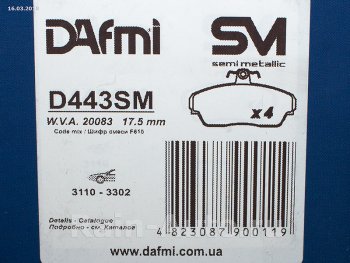 16.03.20
DAfmi SM
semi metallic
D443SM
W.V.A. 20083 17.5 mm
Code mix / Шифр смеси F610
x4
3110 - 3302
Details - Catalogue
Подробно - см. Каталог
4 823087 900119
www.dafmi.com.ua